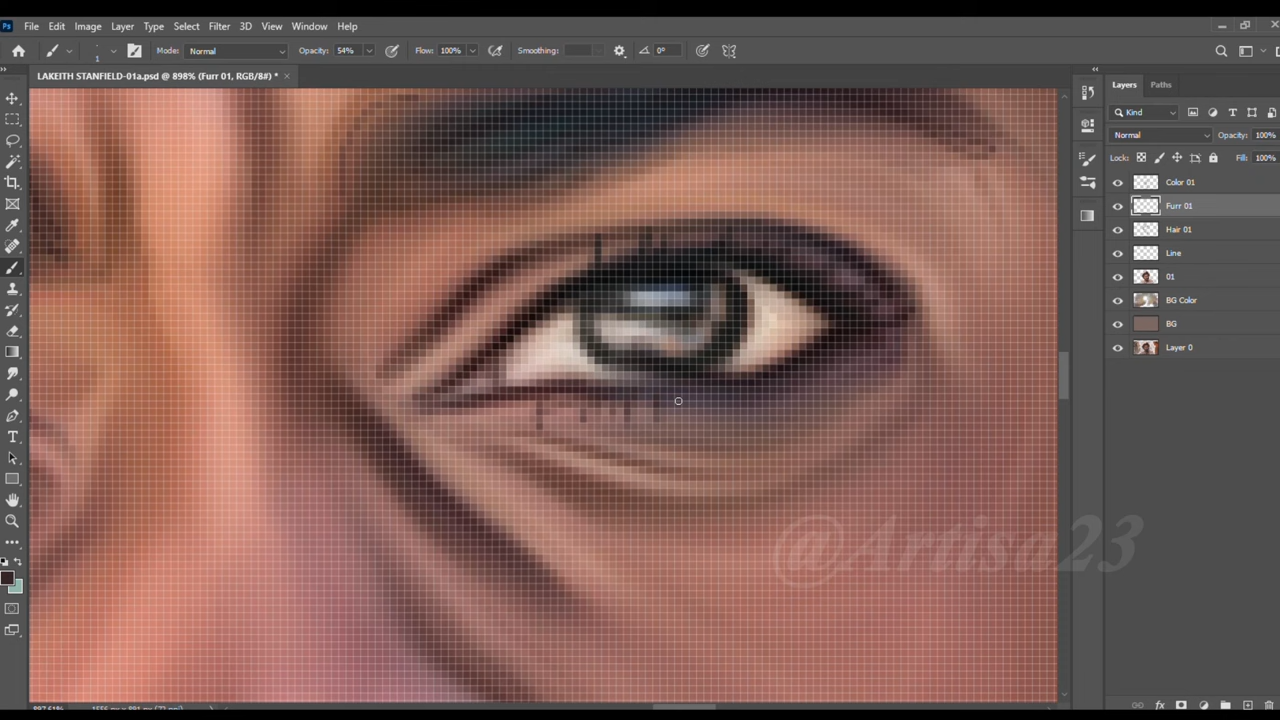 Ps File Edit Image Layer Type Select Filter 3D View Window Help
1 Mode: Normal Opacity: 54% Flow: 100% Smoothing: 0°
LAKEITH STANFIELD-01a.psd @ 898% (Furr 01, RGB/8#) * ×
Layers Paths
Kind
Normal Opacity: 100%
Lock: Fill: 100%
Color 01
Furr 01
Hair 01
Line
01
BG Color
BG
Layer 0
@Artisa23
T
fx